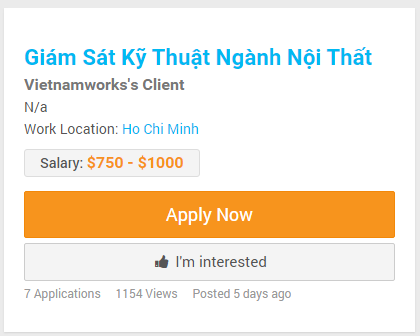 Giám Sát Kỹ Thuật Ngành Nội Thất
Vietnamworks's Client
N/a
Work Location: Ho Chi Minh
Salary: $750 - $1000
Apply Now
I'm interested
7 Applications 1154 Views Posted 5 days ago